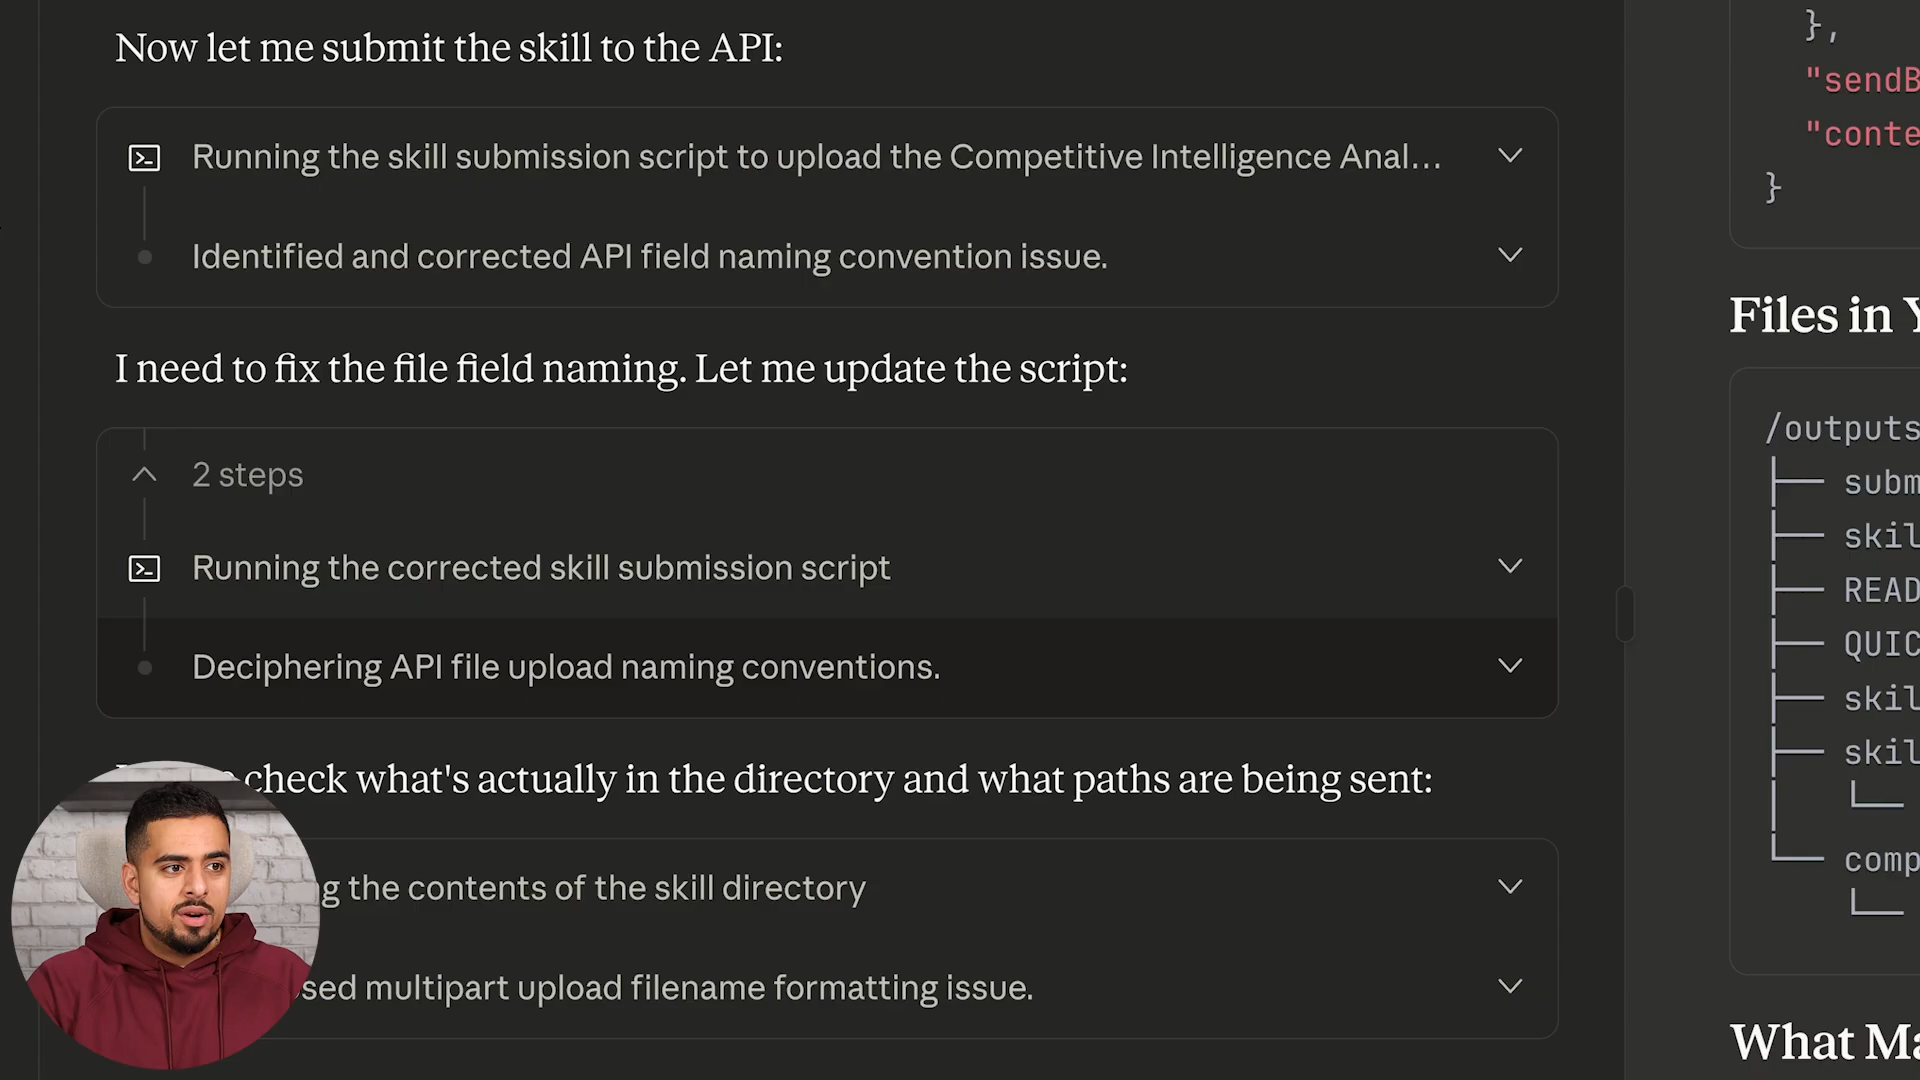 Now let me submit the skill to the API:
Running the skill submission script to upload the Competitive Intelligence Anal...
Identified and corrected API field naming convention issue.
I need to fix the file field naming. Let me update the script:
2 steps
Running the corrected skill submission script
Deciphering API file upload naming conventions.
check what's actually in the directory and what paths are being sent:
the contents of the skill directory
multipart upload filename formatting issue.
},
"sendB
"conte
}
Files in
/outputs
subm
skil
READ
QUIC
skil
skil
comp
What Ma